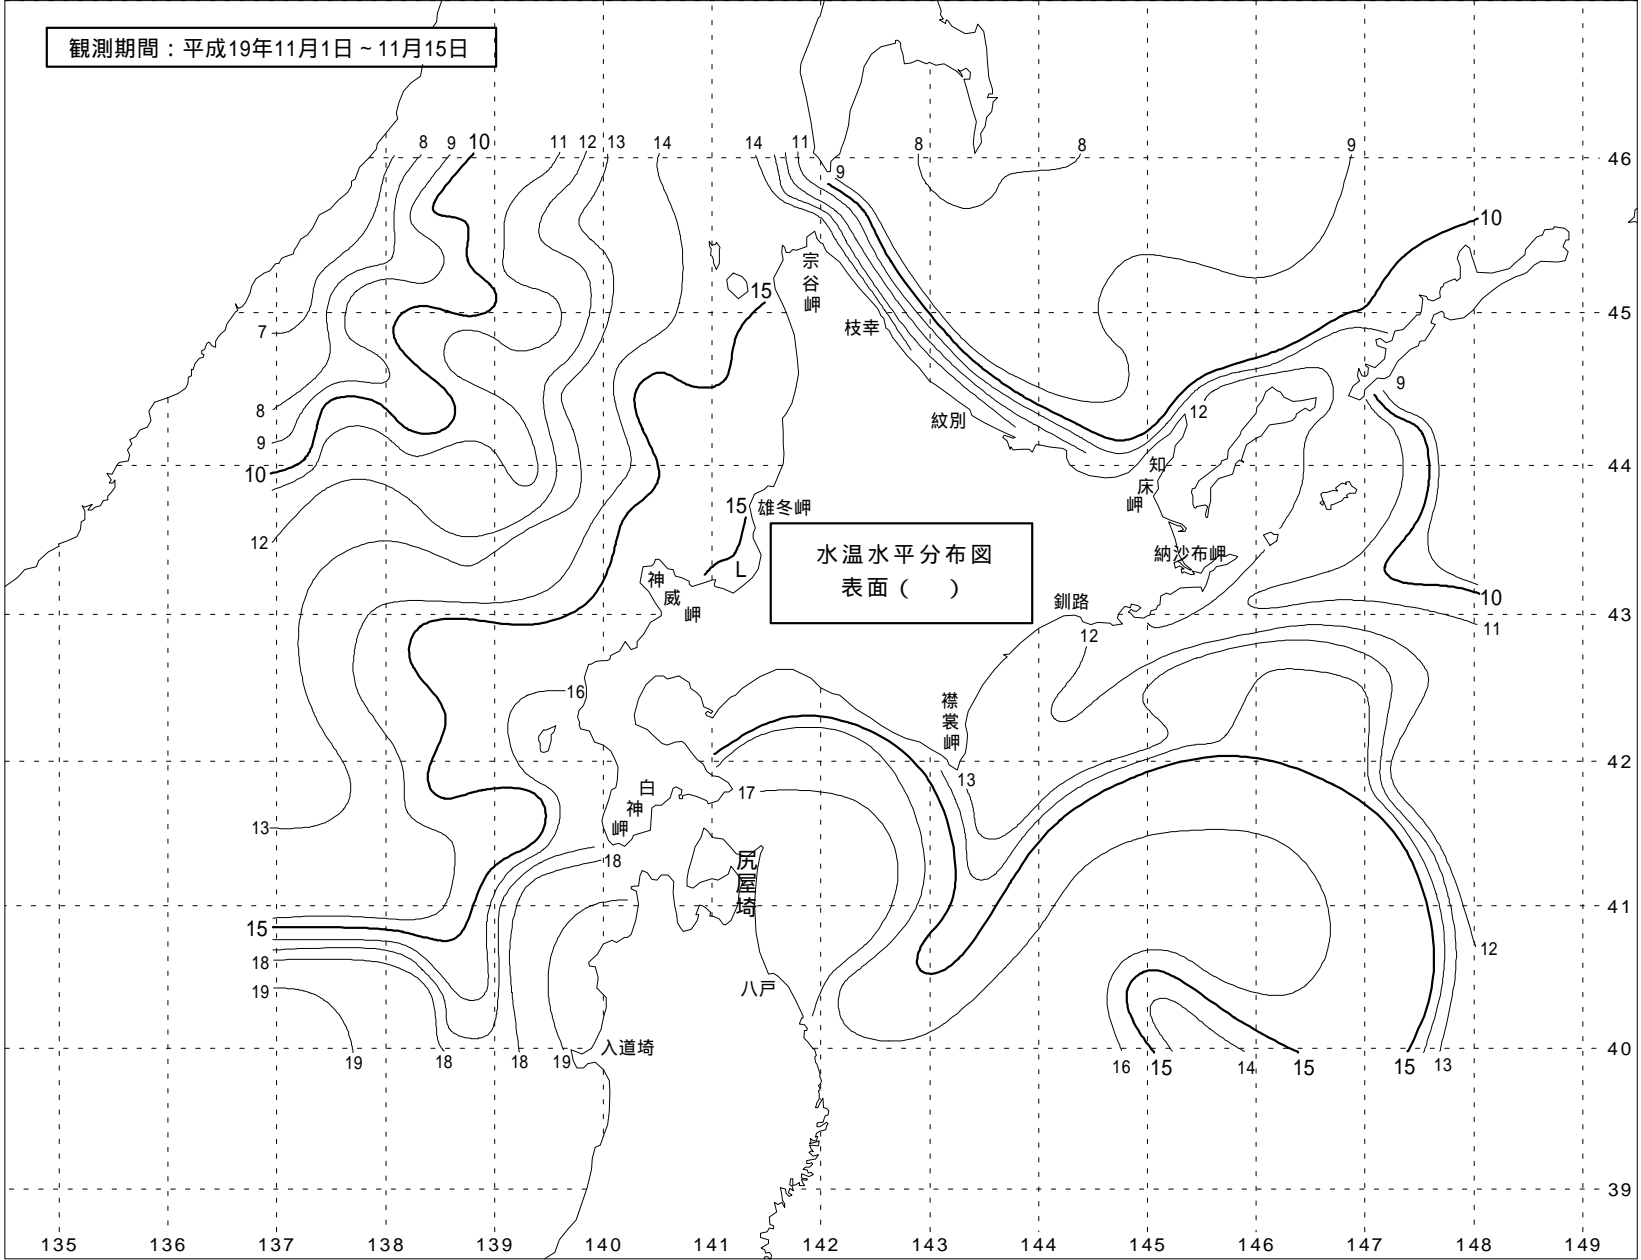 観測期間：平成19年11月1日～11月15日
8 9 10 11 12 13 14 14 11 8 8 9 46
9
10
宗谷岬
15
7 45
枝幸
9
8 12
紋別
9
10 44
知床岬
15 雄冬岬
12
水温水平分布図
表面（　）
納沙布岬
L
神威岬
釧路 10
43
12 11
16
襟裳岬
42
13
白神岬
17
13
18
尻屋埼
41
15
12
18
八戸
19
入道埼 40
19 18 18 19 16 15 14 15 15 13
39
135 136 137 138 139 140 141 142 143 144 145 146 147 148 149